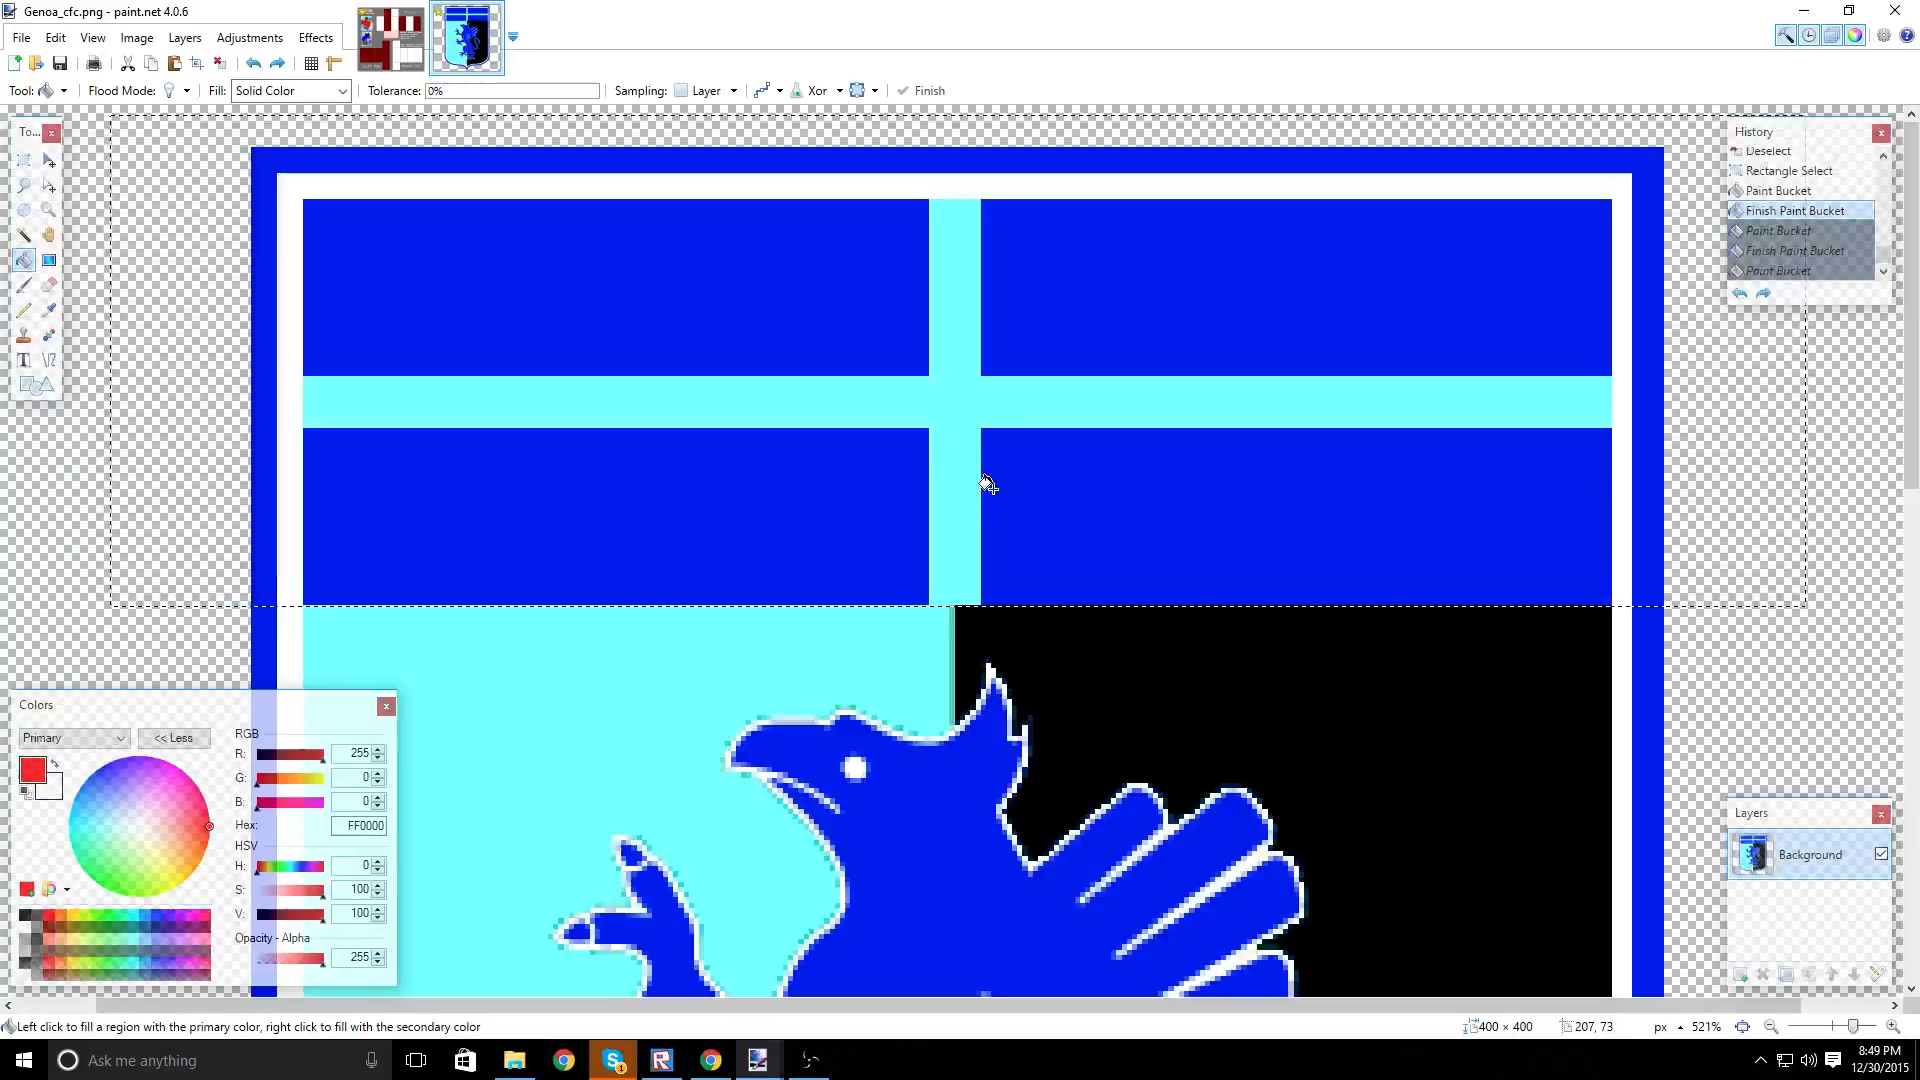 Genoa_cfc.png - paint.net 4.0.6
File Edit View Image Layers Adjustments Effects
Tool: Flood Mode: Fill: Solid Color Tolerance: 0% Sampling: Layer Xor Finish
To...
History
Deselect
Rectangle Select
Paint Bucket
Finish Paint Bucket
Paint Bucket
Finish Paint Bucket
Paint Bucket
Colors
Primary << Less
RGB
R: 255
G: 0
B: 0
Hex: FF0000
HSV
H: 0
S: 100
V: 100
Opacity - Alpha
255
Layers
Background
Left click to fill a region with the primary color, right click to fill with the secondary color
400 × 400 207, 73 px 521%
Ask me anything
8:49 PM
12/30/2015